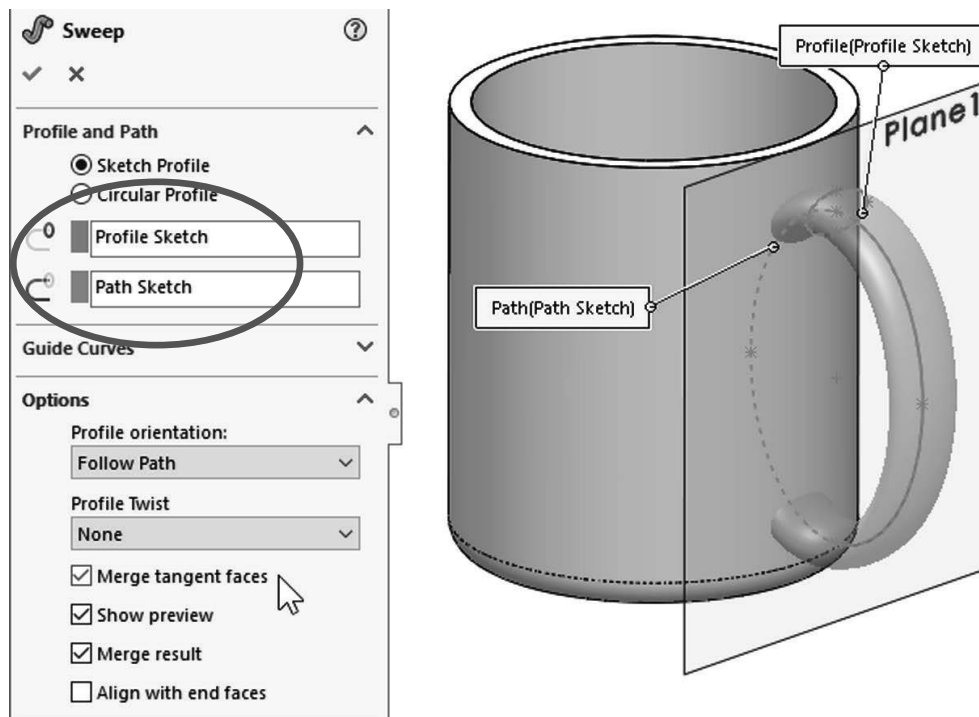 Sweep
Profile and Path
Sketch Profile
Circular Profile
Profile Sketch
Path Sketch
Guide Curves
Options
Profile orientation:
Follow Path
Profile Twist
None
Merge tangent faces
Show preview
Merge result
Align with end faces
Profile(Profile Sketch)
Plane1
Path(Path Sketch)